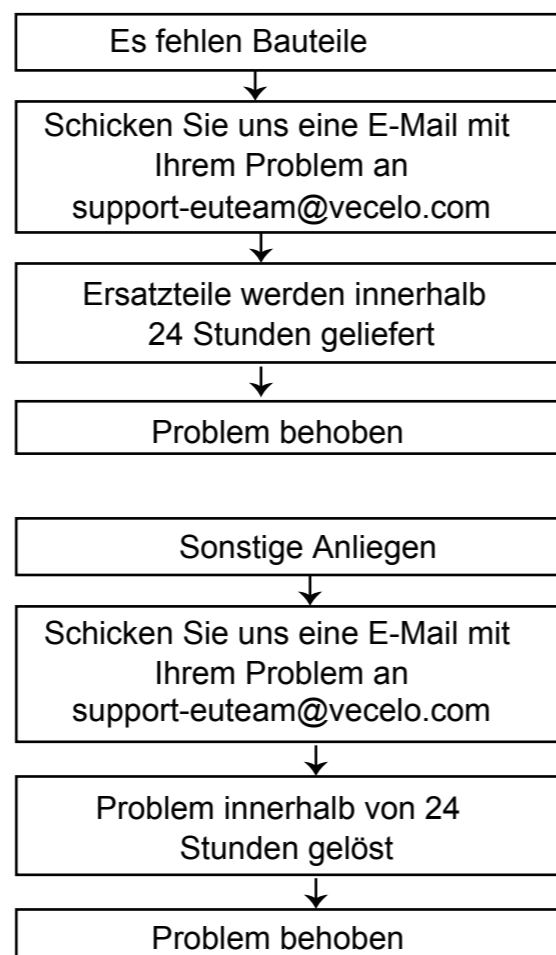 Es fehlen Bauteile
Schicken Sie uns eine E-Mail mit
Ihrem Problem an
support-euteam@vecelo.com
Ersatzteile werden innerhalb
24 Stunden geliefert
Problem behoben
Sonstige Anliegen
Schicken Sie uns eine E-Mail mit
Ihrem Problem an
support-euteam@vecelo.com
Problem innerhalb von 24
Stunden gelöst
Problem behoben